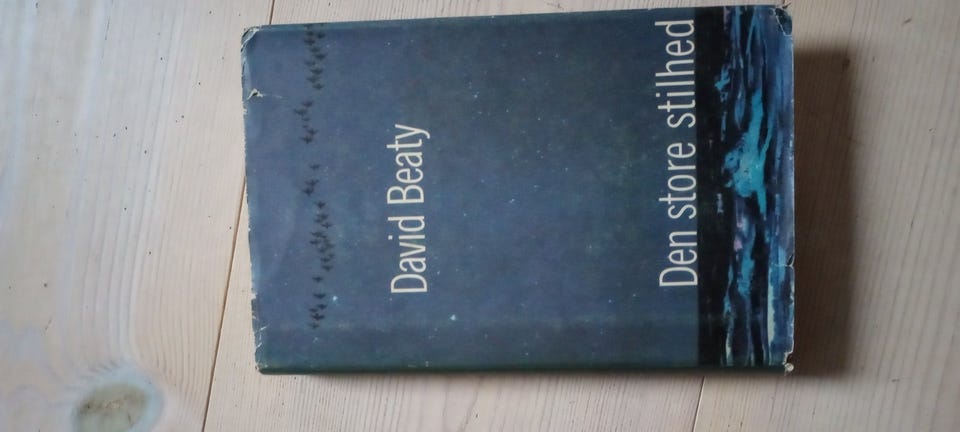 David Beaty
Den store stilhed